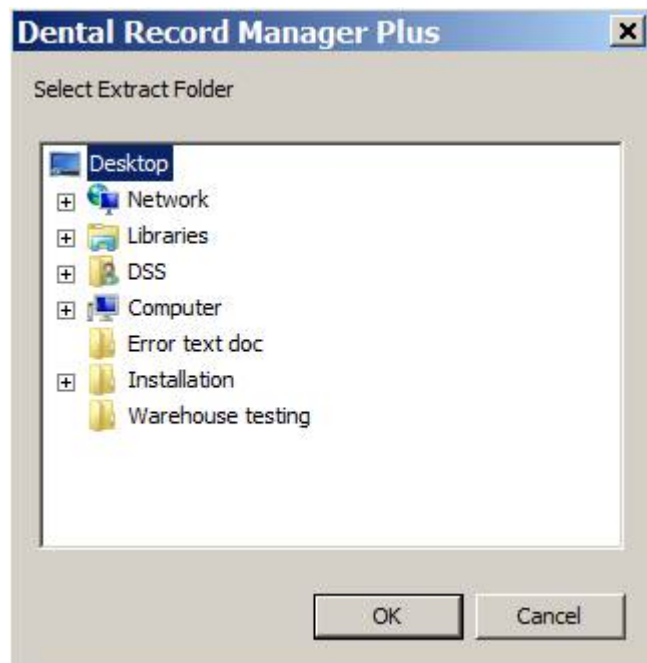 Dental Record Manager Plus
Select Extract Folder
Desktop
Network
Libraries
DSS
Computer
Error text doc
Installation
Warehouse testing
OK Cancel